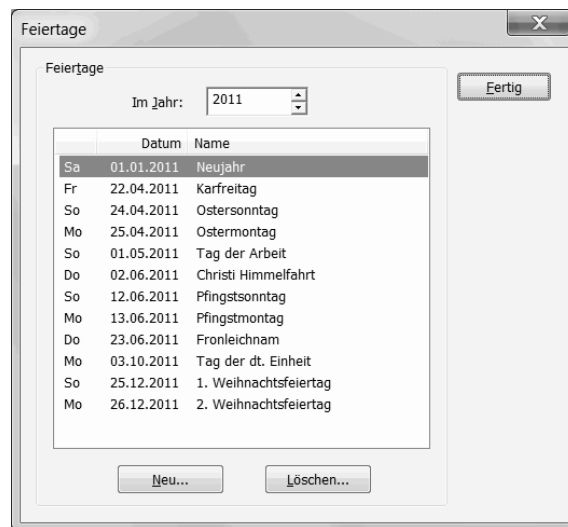 Feiertage
Feiertage
Im Jahr: 2011
Fertig
Datum Name
Sa 01.01.2011 Neujahr
Fr 22.04.2011 Karfreitag
So 24.04.2011 Ostersonntag
Mo 25.04.2011 Ostermontag
So 01.05.2011 Tag der Arbeit
Do 02.06.2011 Christi Himmelfahrt
So 12.06.2011 Pfingstsonntag
Mo 13.06.2011 Pfingstmontag
Do 23.06.2011 Fronleichnam
Mo 03.10.2011 Tag der dt. Einheit
So 25.12.2011 1. Weihnachtsfeiertag
Mo 26.12.2011 2. Weihnachtsfeiertag
Neu... Löschen...